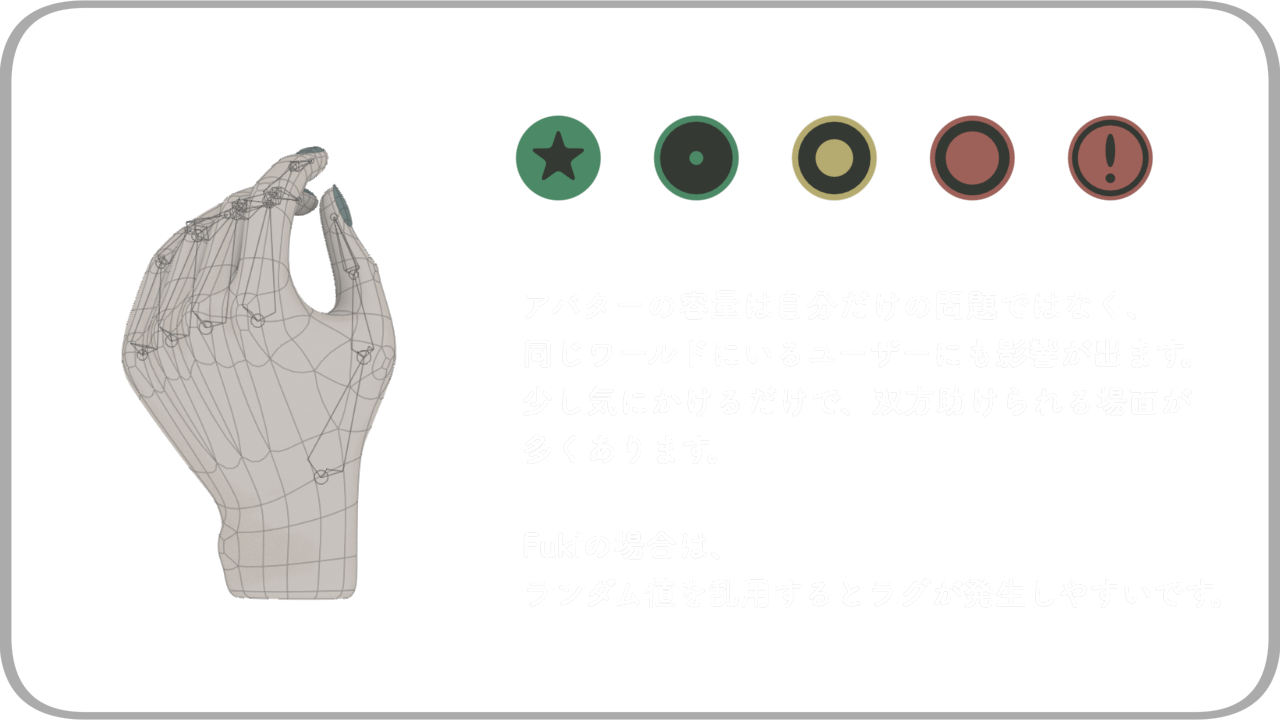 アバターの容量は自分だけの問題ではなく、
同じワールドにいるユーザーにも影響が出ます。
少し気にかけるだけで、双方助けられる場面が
多くあります。
Fukiの場合は、
ランダム値を乱用するとラグが発生しやすいです。